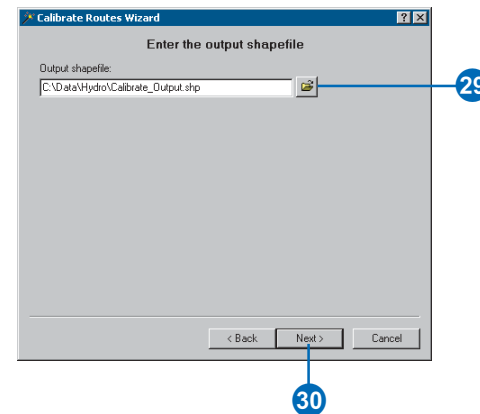 Calibrate Routes Wizard
Enter the output shapefile
Output shapefile:
C:\Data\Hydro\Calibrate_Output.shp
29
< Back Next > Cancel
30